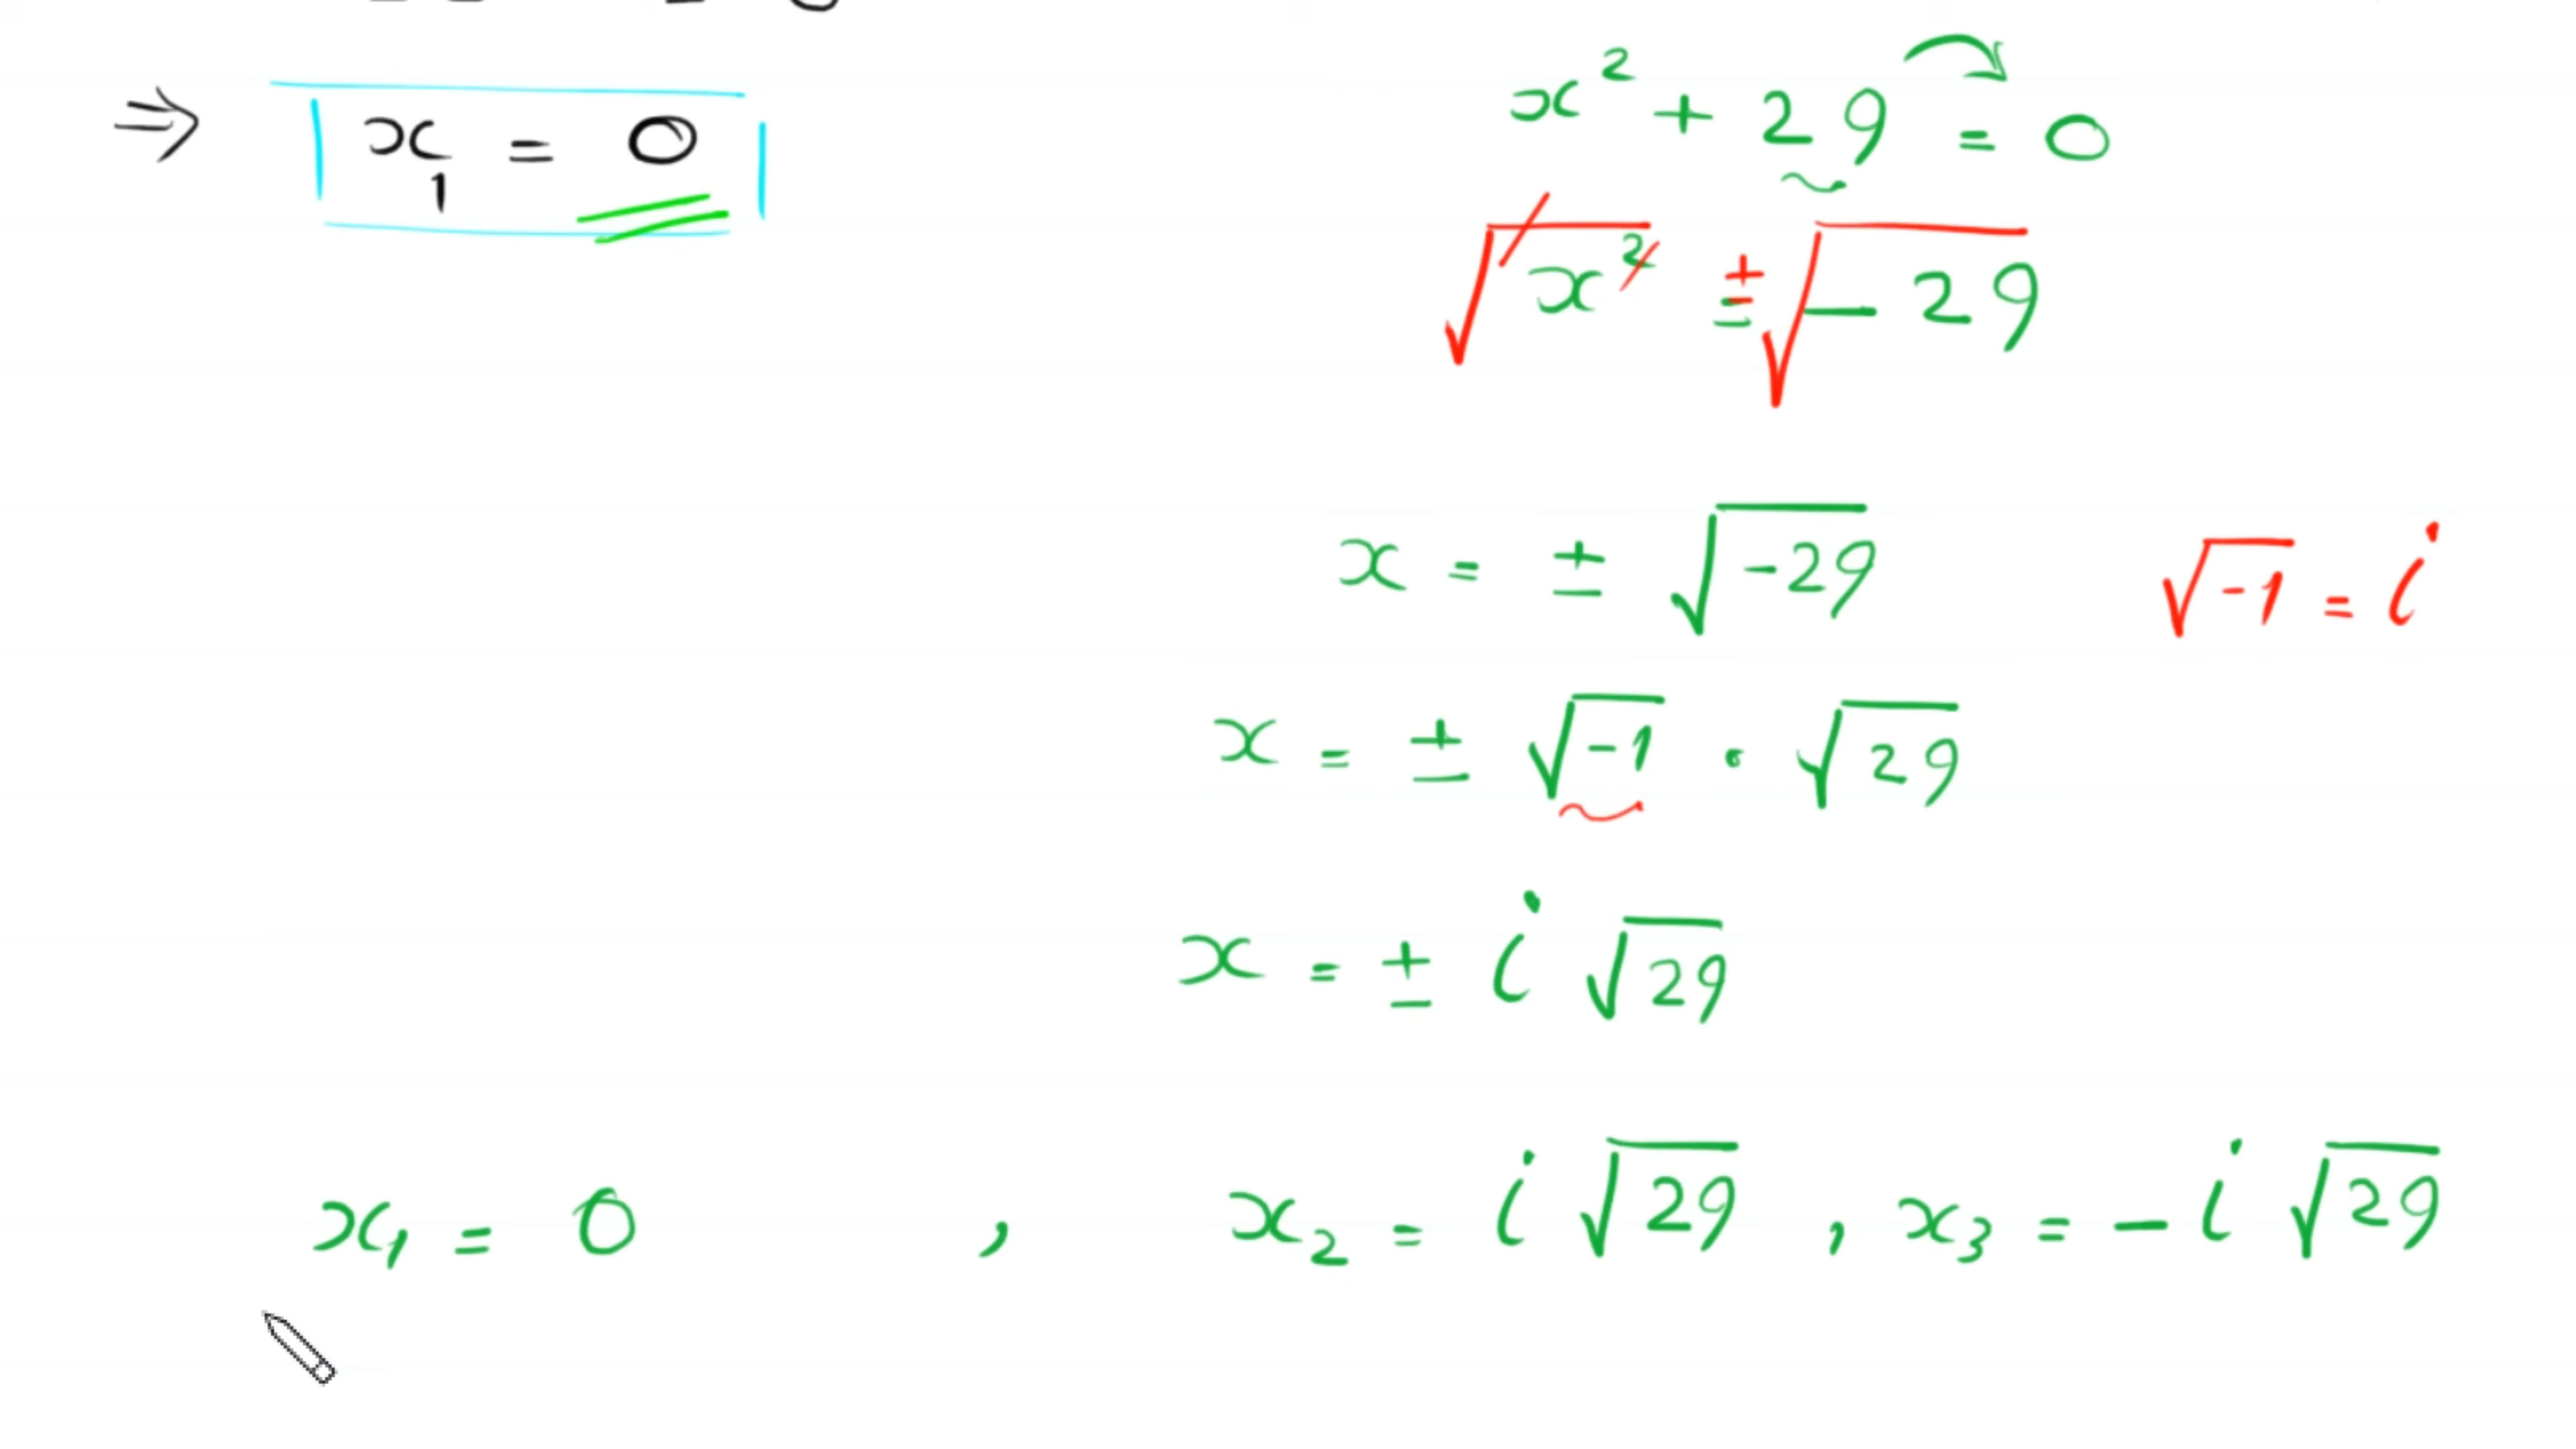 ⇒ x₁ = 0
x² + 29 = 0
√x² = ± √-29
x = ± √-29
√-1 = i
x = ± √-1 · √29
x = ± i √29
x₁ = 0 , x₂ = i √29 , x₃ = - i √29